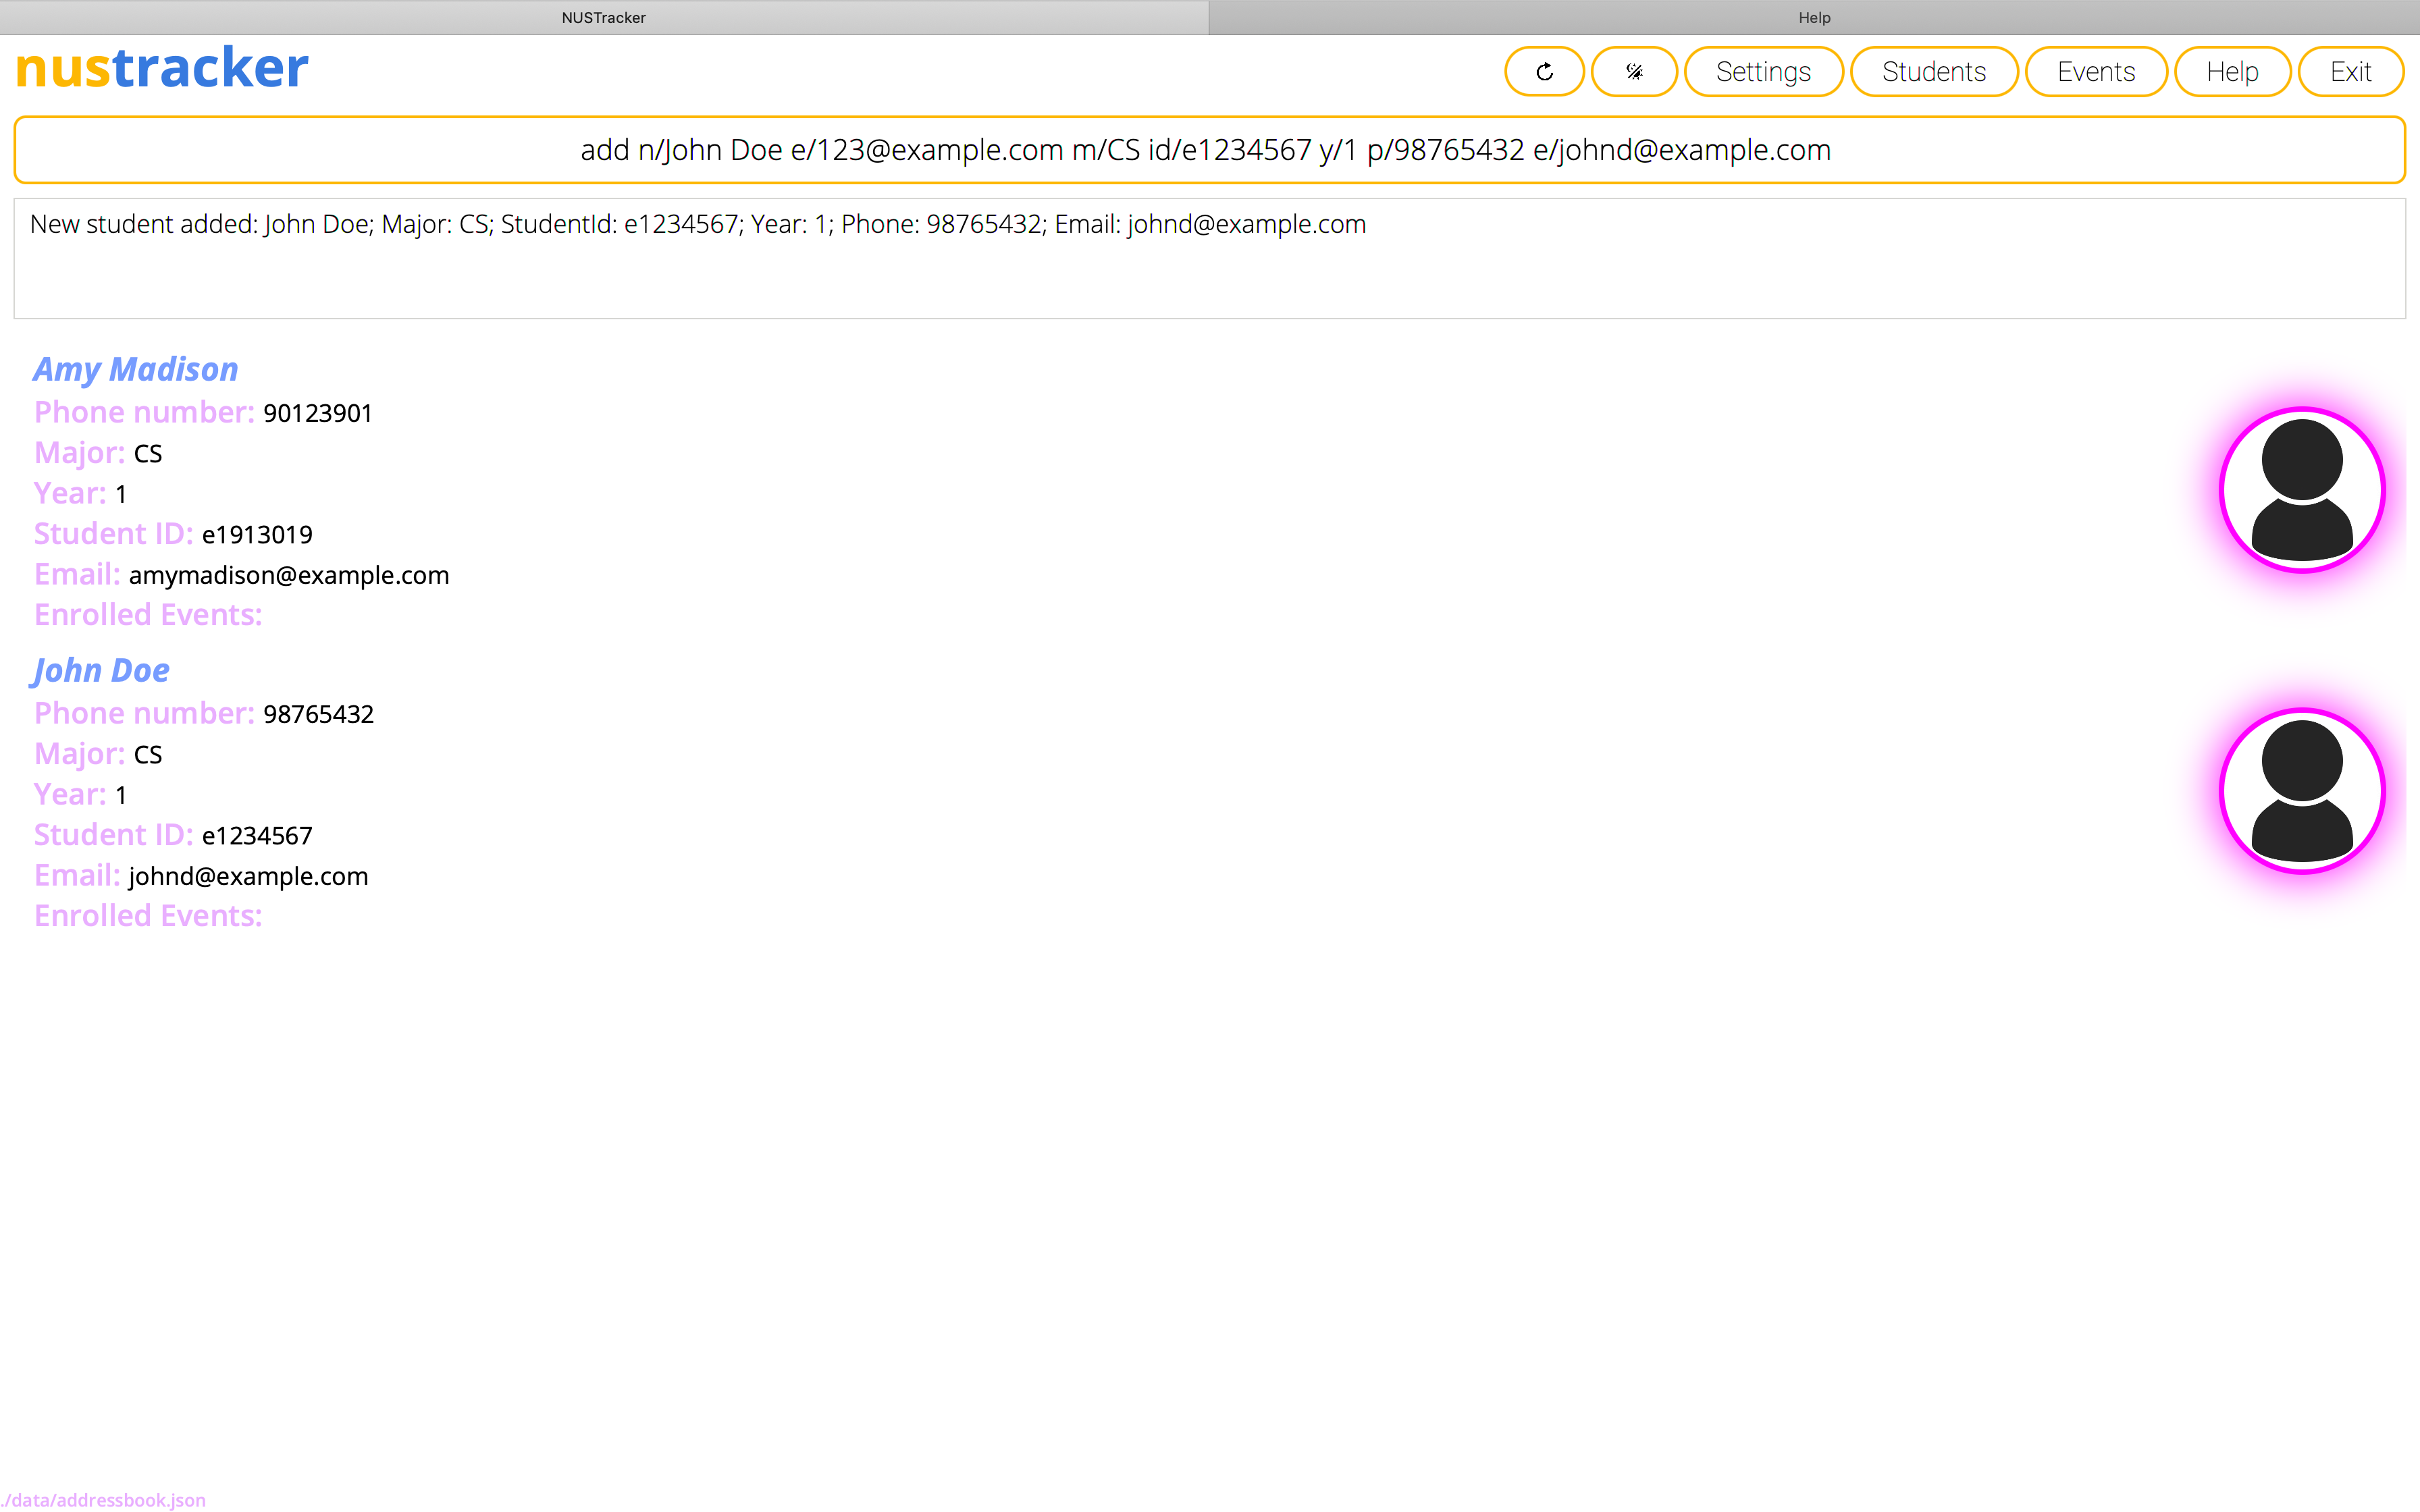 NUSTracker Help
nustracker Settings Students Events Help Exit
add n/John Doe e/123@example.com m/CS id/e1234567 y/1 p/98765432 e/johnd@example.com
New student added: John Doe; Major: CS; StudentId: e1234567; Year: 1; Phone: 98765432; Email: johnd@example.com
Amy Madison
Phone number: 90123901
Major: CS
Year: 1
Student ID: e1913019
Email: amymadison@example.com
Enrolled Events:
John Doe
Phone number: 98765432
Major: CS
Year: 1
Student ID: e1234567
Email: johnd@example.com
Enrolled Events:
./data/addressbook.json